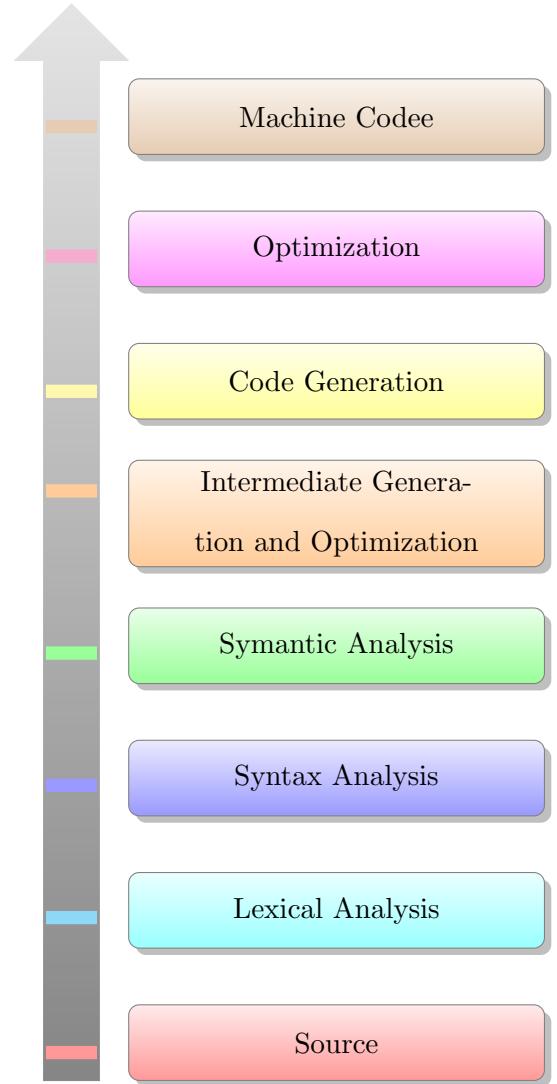 Machine Codee
Optimization
Code Generation
Intermediate Genera-
tion and Optimization
Symantic Analysis
Syntax Analysis
Lexical Analysis
Source